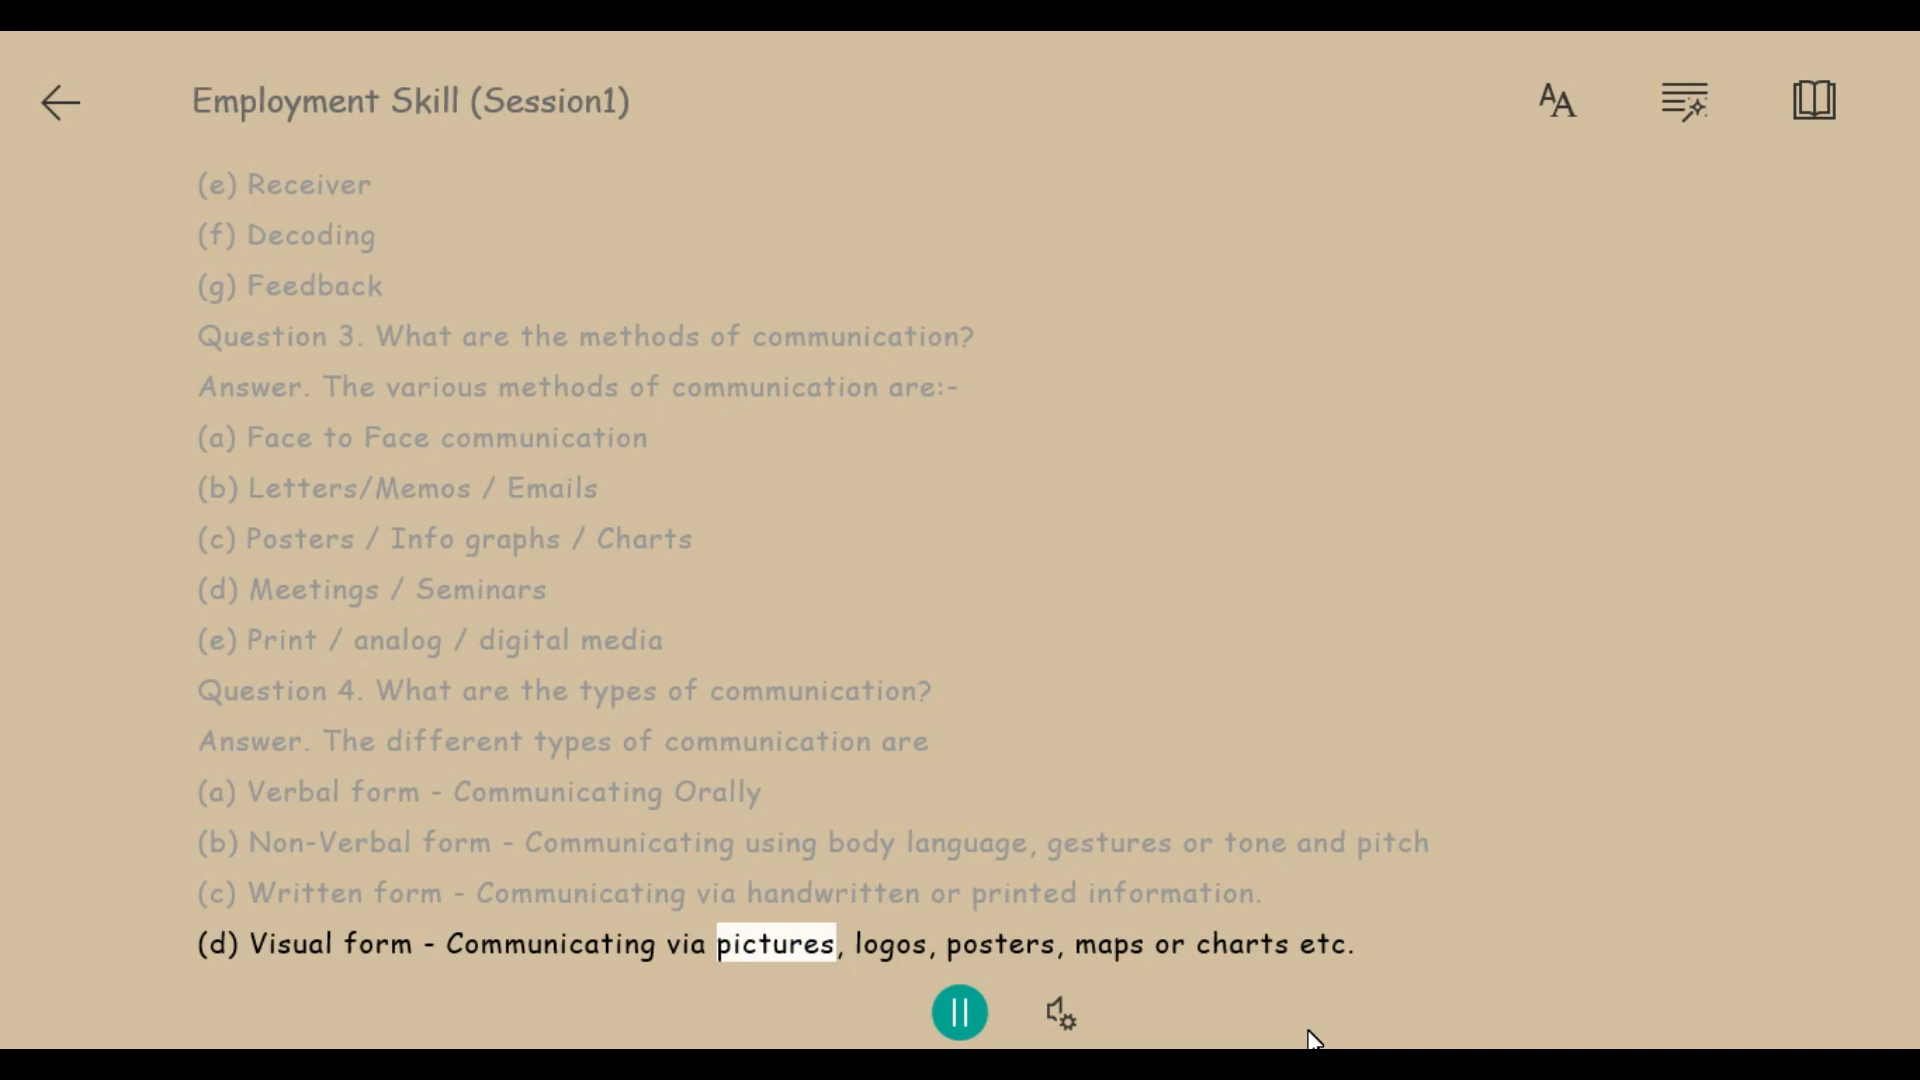 Employment Skill (Session1)
(e) Receiver
(f) Decoding
(g) Feedback
Question 3. What are the methods of communication?
Answer. The various methods of communication are:-
(a) Face to Face communication
(b) Letters/Memos / Emails
(c) Posters / Info graphs / Charts
(d) Meetings / Seminars
(e) Print / analog / digital media
Question 4. What are the types of communication?
Answer. The different types of communication are
(a) Verbal form - Communicating Orally
(b) Non-Verbal form - Communicating using body language, gestures or tone and pitch
(c) Written form - Communicating via handwritten or printed information.
(d) Visual form - Communicating via pictures, logos, posters, maps or charts etc.